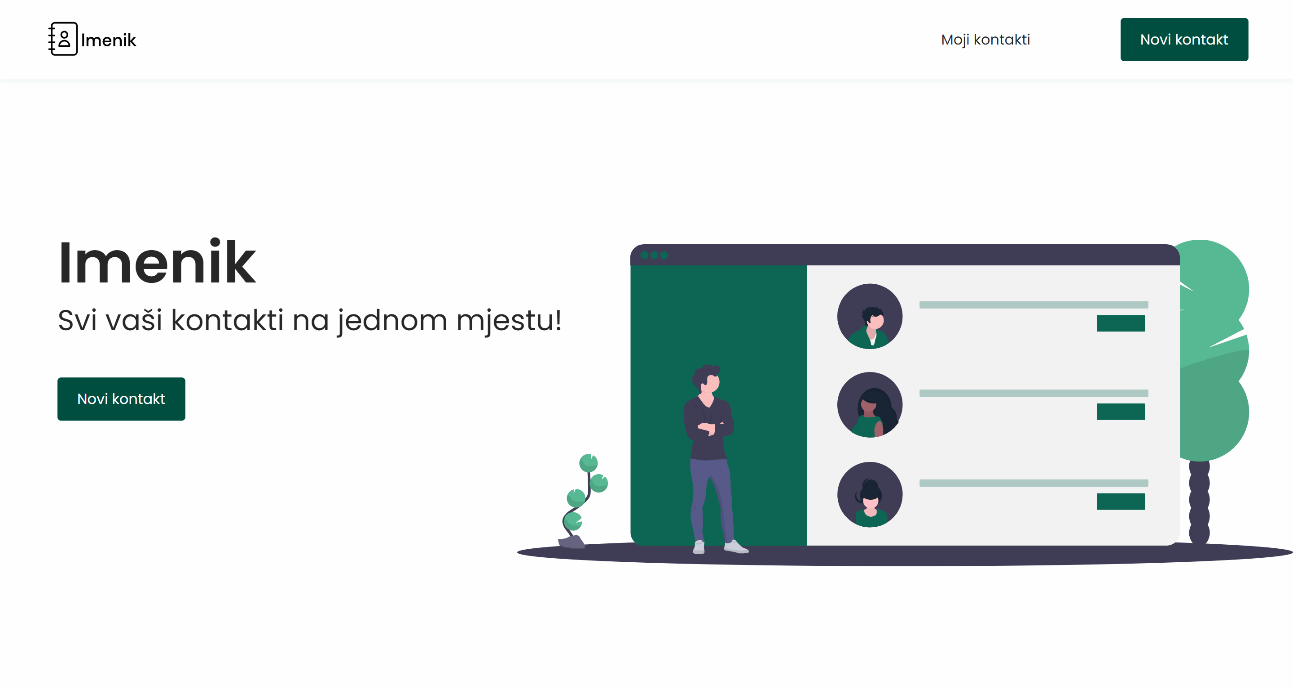 Imenik
Moji kontakti
Novi kontakt
Imenik
Svi vaši kontakti na jednom mjestu!
Novi kontakt